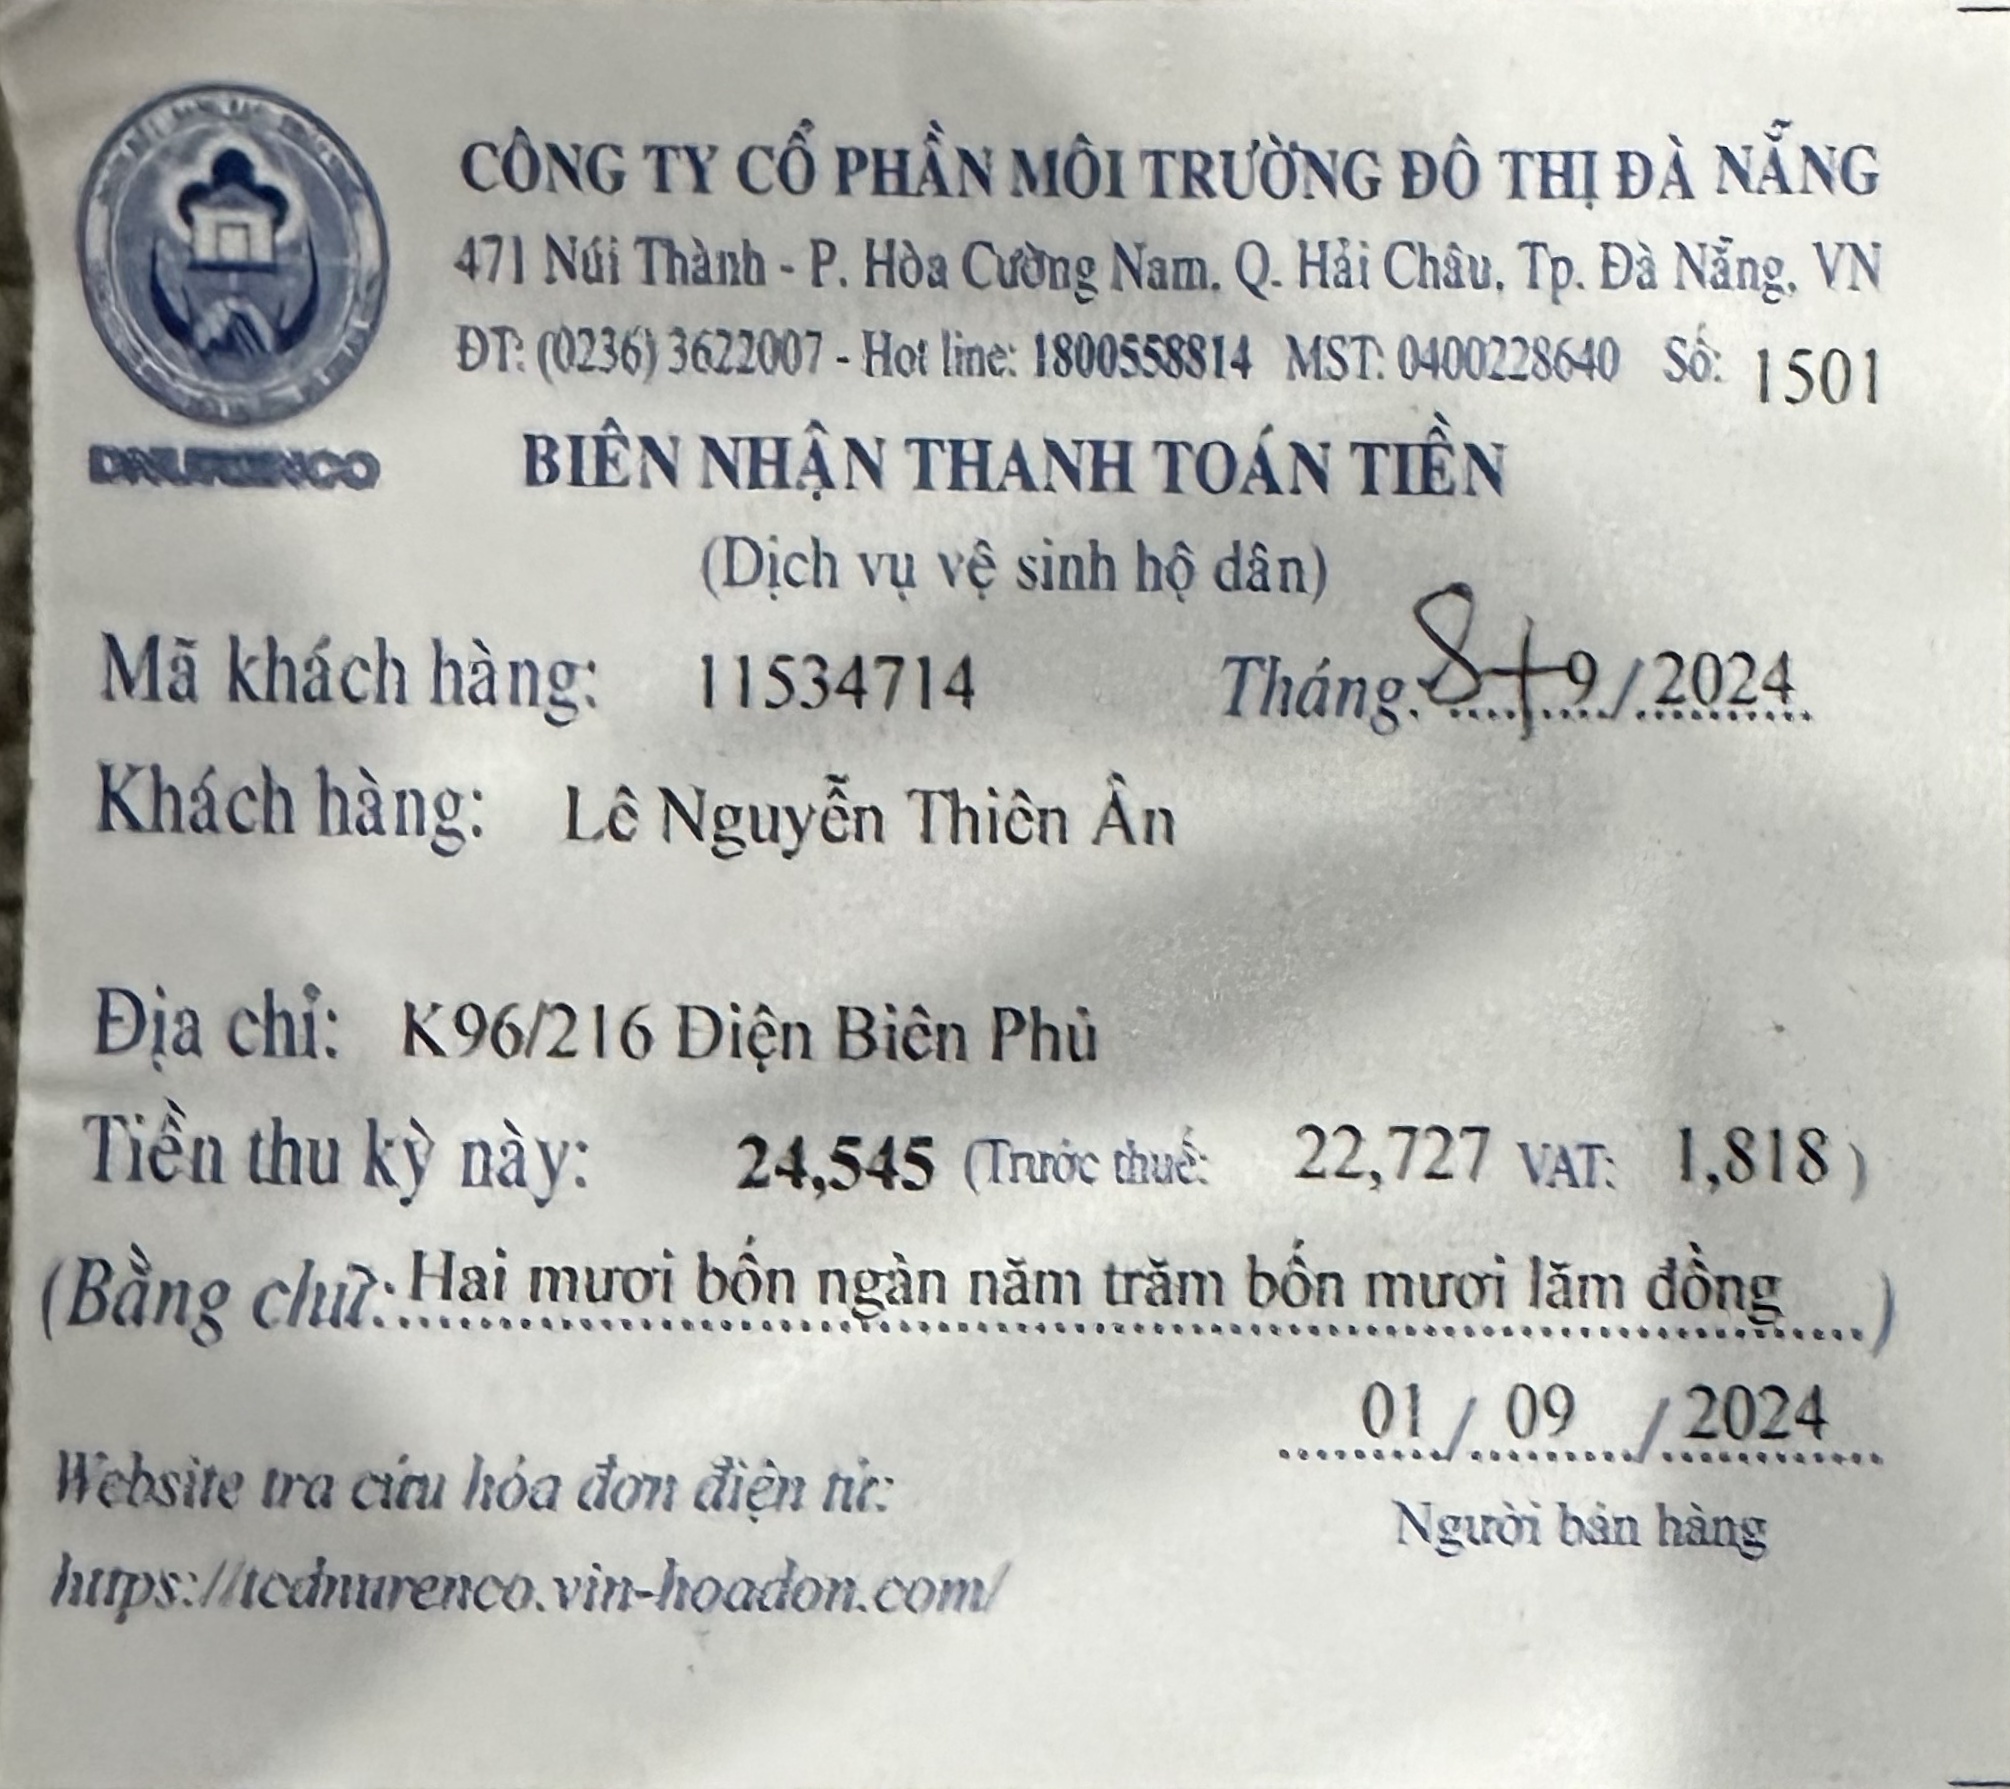 CÔNG TY CỔ PHẦN MÔI TRƯỜNG ĐÔ THỊ ĐÀ NẴNG
471 Núi Thành - P. Hòa Cường Nam, Q. Hải Châu, Tp. Đà Nẵng, VN
ĐT: (0236) 3622007 - Hot line: 1800558814 MST: 0400228640 Số: 1501
DNURENCO
BIÊN NHẬN THANH TOÁN TIỀN
(Dịch vụ vệ sinh hộ dân)
Mã khách hàng: 11534714 Tháng. 8+9/2024
Khách hàng: Lê Nguyễn Thiên Ân
Địa chỉ: K96/216 Điện Biên Phủ
Tiền thu kỳ này: 24,545 (Trước thuế: 22,727 VAT: 1,818 )
(Bằng chữ: Hai mươi bốn ngàn năm trăm bốn mươi lăm đồng )
01 / 09 / 2024
Người bán hàng
Website tra cứu hóa đơn điện tử:
https://tcdnurenco.vin-hoadon.com/